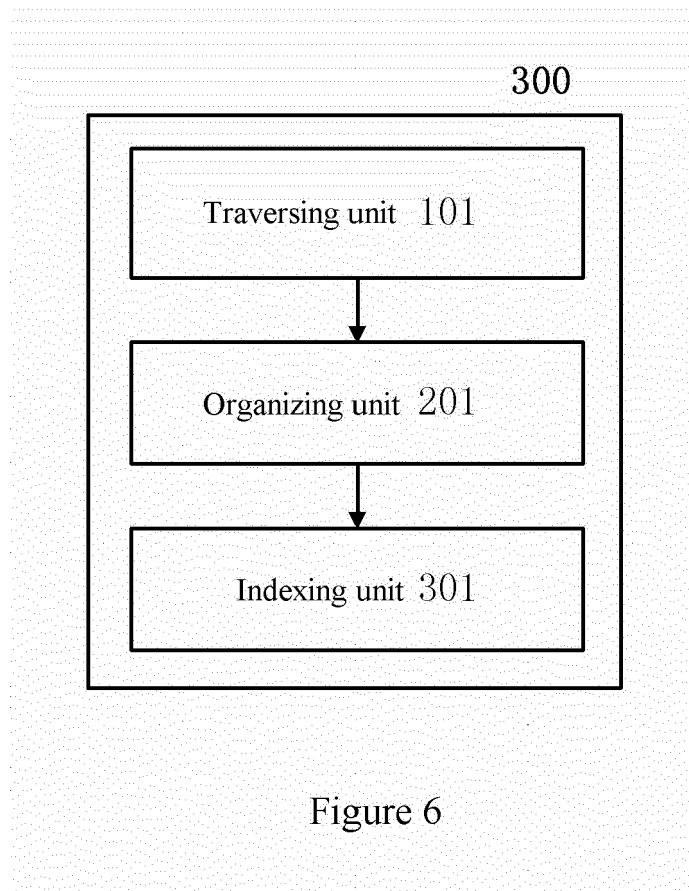 300
Traversing unit 101
Organizing unit 201
Indexing unit 301
Figure 6